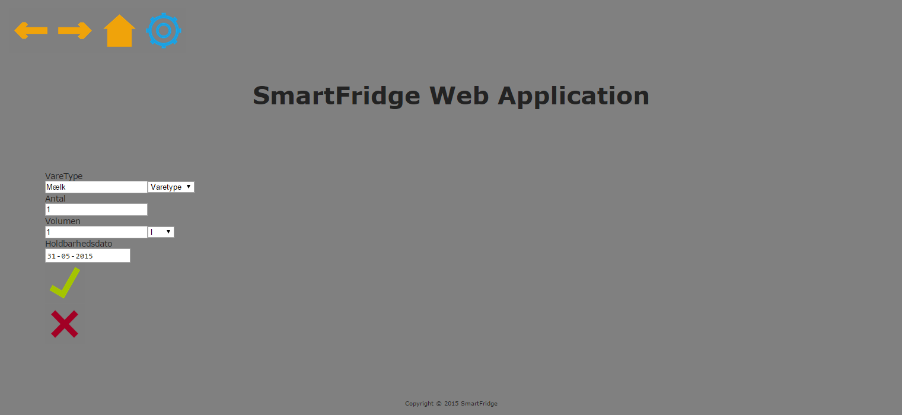 SmartFridge Web Application
VareType
Mælk Varetype
Antal
1
Volumen
1 l
Holdbarhedsdato
31-05-2015
Copyright © 2015 SmartFridge